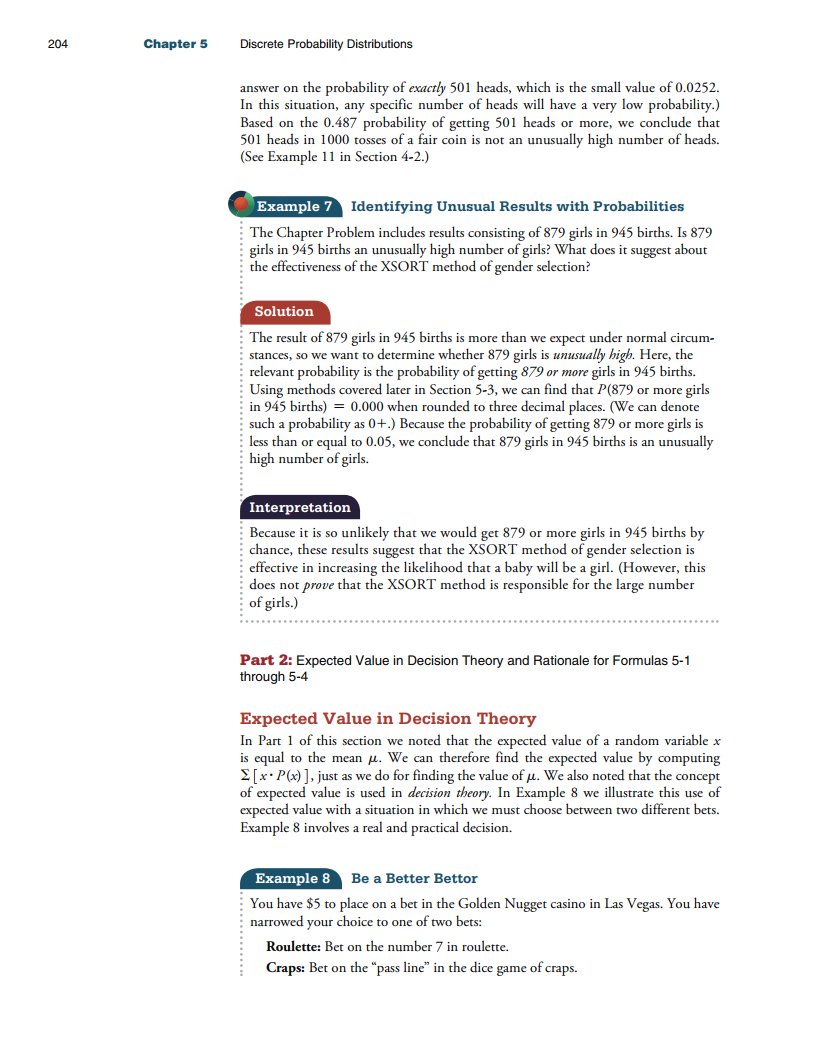 204 Chapter 5 Discrete Probability Distributions
answer on the probability of exactly 501 heads, which is the small value of 0.0252.
In this situation, any specific number of heads will have a very low probability.)
Based on the 0.487 probability of getting 501 heads or more, we conclude that
501 heads in 1000 tosses of a fair coin is not an unusually high number of heads.
(See Example 11 in Section 4-2.)
Example 7 Identifying Unusual Results with Probabilities
The Chapter Problem includes results consisting of 879 girls in 945 births. Is 879
girls in 945 births an unusually high number of girls? What does it suggest about
the effectiveness of the XSORT method of gender selection?
Solution
The result of 879 girls in 945 births is more than we expect under normal circum-
stances, so we want to determine whether 879 girls is unusually high. Here, the
relevant probability is the probability of getting 879 or more girls in 945 births.
Using methods covered later in Section 5-3, we can find that P(879 or more girls
in 945 births) = 0.000 when rounded to three decimal places. (We can denote
such a probability as 0+.) Because the probability of getting 879 or more girls is
less than or equal to 0.05, we conclude that 879 girls in 945 births is an unusually
high number of girls.
Interpretation
Because it is so unlikely that we would get 879 or more girls in 945 births by
chance, these results suggest that the XSORT method of gender selection is
effective in increasing the likelihood that a baby will be a girl. (However, this
does not prove that the XSORT method is responsible for the large number
of girls.)
Part 2: Expected Value in Decision Theory and Rationale for Formulas 5-1
through 5-4
Expected Value in Decision Theory
In Part 1 of this section we noted that the expected value of a random variable x
is equal to the mean μ. We can therefore find the expected value by computing
Σ[x · P(x)], just as we do for finding the value of μ. We also noted that the concept
of expected value is used in decision theory. In Example 8 we illustrate this use of
expected value with a situation in which we must choose between two different bets.
Example 8 involves a real and practical decision.
Example 8 Be a Better Bettor
You have $5 to place on a bet in the Golden Nugget casino in Las Vegas. You have
narrowed your choice to one of two bets:
Roulette: Bet on the number 7 in roulette.
Craps: Bet on the “pass line” in the dice game of craps.